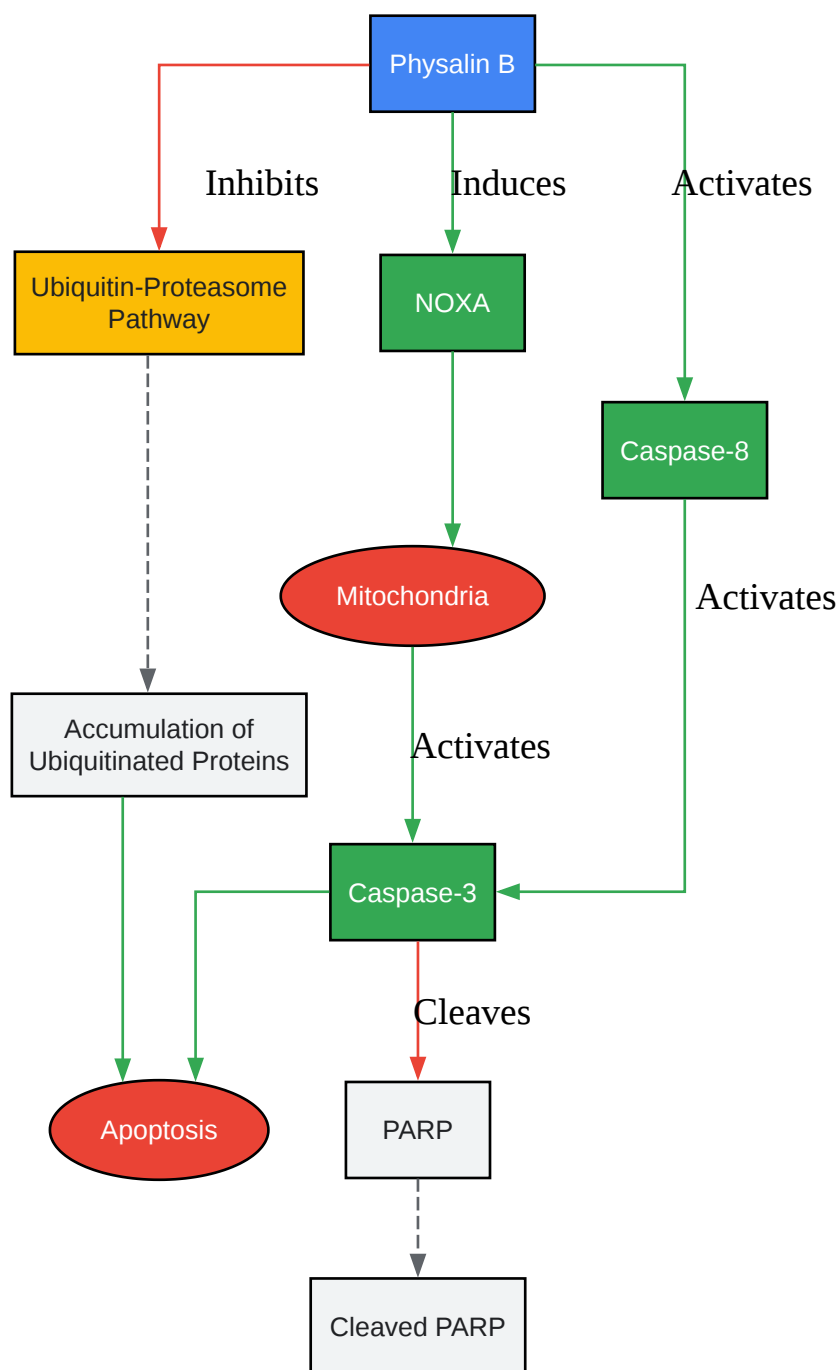 Physalin B
Inhibits
Induces
Activates
Ubiquitin-Proteasome
Pathway
NOXA
Caspase-8
Mitochondria
Activates
Accumulation of
Ubiquitinated Proteins
Activates
Caspase-3
Cleaves
Apoptosis
PARP
Cleaved PARP